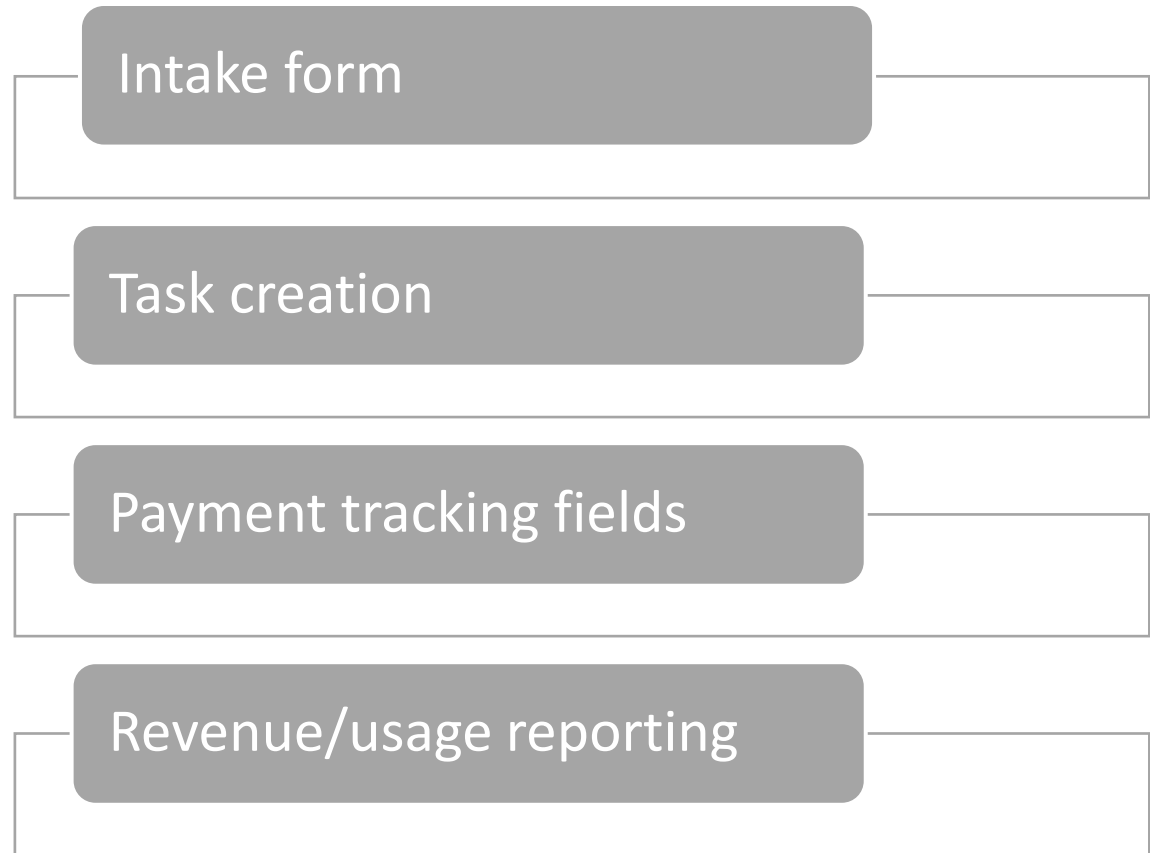 Intake form
Task creation
Payment tracking fields
Revenue/usage reporting